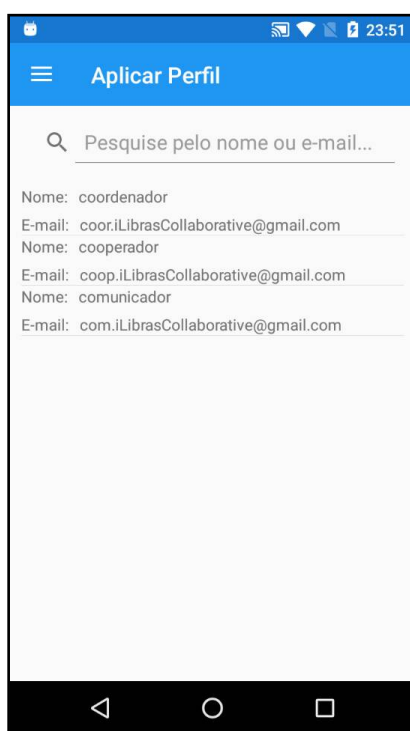 23:51
Aplicar Perfil
Pesquise pelo nome ou e-mail...
Nome: coordenador
E-mail: coor.iLibrasCollaborative@gmail.com
Nome: cooperador
E-mail: coop.iLibrasCollaborative@gmail.com
Nome: comunicador
E-mail: com.iLibrasCollaborative@gmail.com